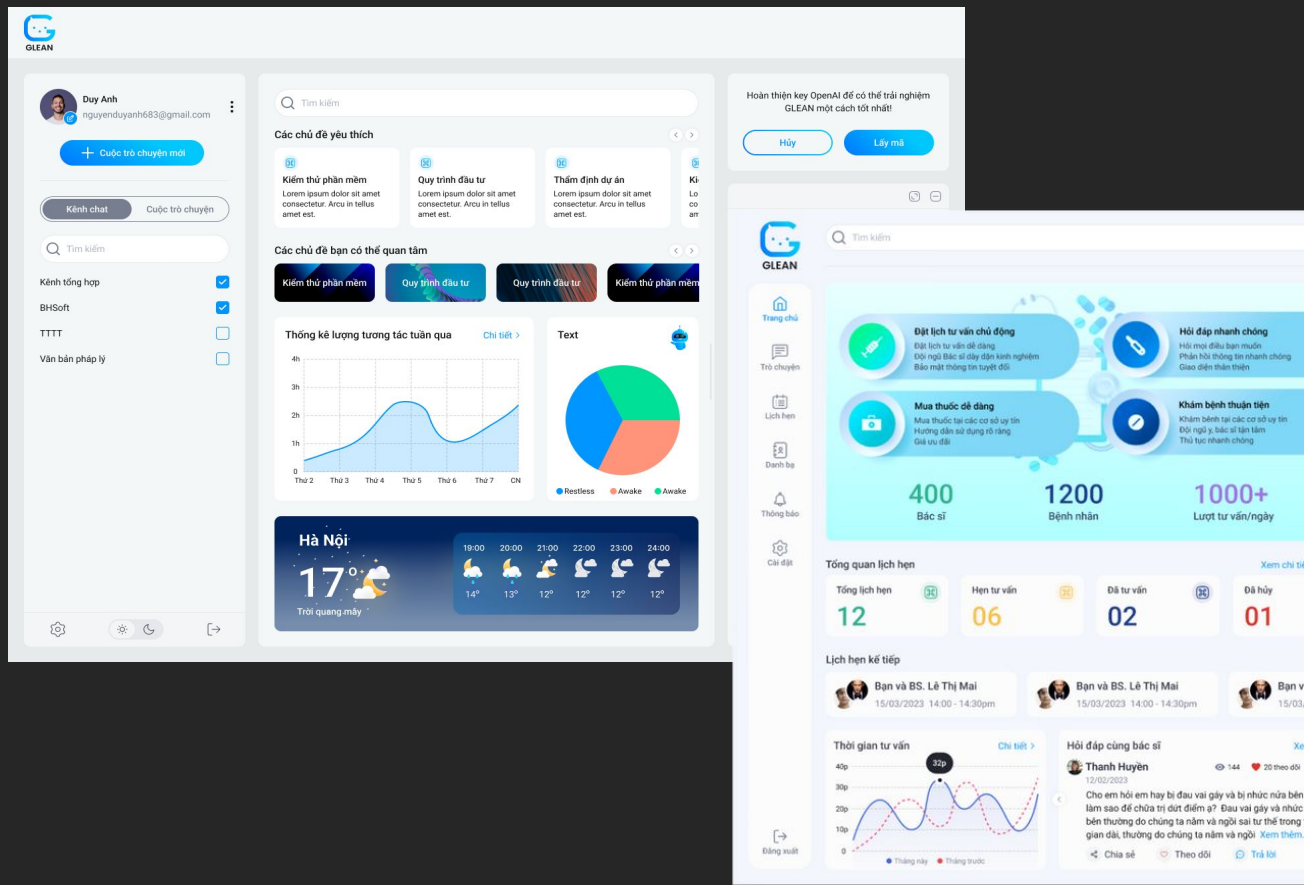 GLEAN
Duy Anh
nguyenduyanh683@gmail.com
Cuộc trò chuyện mới
Kênh chat
Cuộc trò chuyện
Tìm kiếm
Kênh tổng hợp
BHSoft
TTTT
Văn bản pháp lý
Tìm kiếm
Các chủ đề yêu thích
Kiểm thử phần mềm
Lorem ipsum dolor sit amet
consectetur. Arcu in tellus
amet est.
Quy trình đầu tư
Lorem ipsum dolor sit amet
consectetur. Arcu in tellus
amet est.
Thẩm định dự án
Lorem ipsum dolor sit amet
consectetur. Arcu in tellus
amet est.
Ki
Lo
co
am
Các chủ đề bạn có thể quan tâm
Kiểm thử phần mềm
Quy trình đầu tư
Quy trình đầu tư
Kiểm thử phần mềm
Thống kê lượng tương tác tuần qua
Chi tiết >
4h
3h
2h
1h
0
Thứ 2 Thứ 3 Thứ 4 Thứ 5 Thứ 6 Thứ 7 CN
Text
Restless Awake Awake
Hà Nội
17°
Trời quang mây
19:00 20:00 21:00 22:00 23:00 24:00
14° 13° 12° 12° 12° 12°
Hoàn thiện key OpenAI để có thể trải nghiệm
GLEAN một cách tốt nhất!
Hủy
Lấy mã
GLEAN
Trang chủ
Trò chuyện
Lịch hẹn
Danh bạ
Thông báo
Cài đặt
Đăng xuất
Tìm kiếm
Đặt lịch tư vấn chủ động
Đặt lịch tư vấn dễ dàng
Đội ngũ Bác sĩ dày dặn kinh nghiệm
Bảo mật thông tin tuyệt đối
Hỏi đáp nhanh chóng
Hỏi mọi điều bạn muốn
Phản hồi thông tin nhanh chóng
Giao diện thân thiện
Mua thuốc dễ dàng
Mua thuốc tại các cơ sở uy tín
Hướng dẫn sử dụng rõ ràng
Giá ưu đãi
Khám bệnh thuận tiện
Khám bệnh tại các cơ sở uy tín
Đội ngũ y, bác sĩ tận tâm
Thủ tục nhanh chóng
400
Bác sĩ
1200
Bệnh nhân
1000+
Lượt tư vấn/ngày
Tổng quan lịch hẹn
Xem chi tiế
Tổng lịch hẹn
12
Hẹn tư vấn
06
Đã tư vấn
02
Đã hủy
01
Lịch hẹn kế tiếp
Bạn và BS. Lê Thị Mai
15/03/2023 14:00 - 14:30pm
Bạn và BS. Lê Thị Mai
15/03/2023 14:00 - 14:30pm
Bạn v
15/03/
Thời gian tư vấn
Chi tiết >
40p
30p
20p
10p
0
32p
Tháng này Tháng trước
Hỏi đáp cùng bác sĩ
Xe
Thanh Huyền
144
20 theo dõi
12/02/2023
Cho em hỏi em hay bị đau vai gáy và bị nhức nửa bên
làm sao để chữa trị dứt điểm ạ? Đau vai gáy và nhức
bên thường do chúng ta nằm và ngồi sai tư thế trong
gian dài, thường do chúng ta nằm và ngồi Xem thêm.
Chia sẻ
Theo dõi
Trả lời